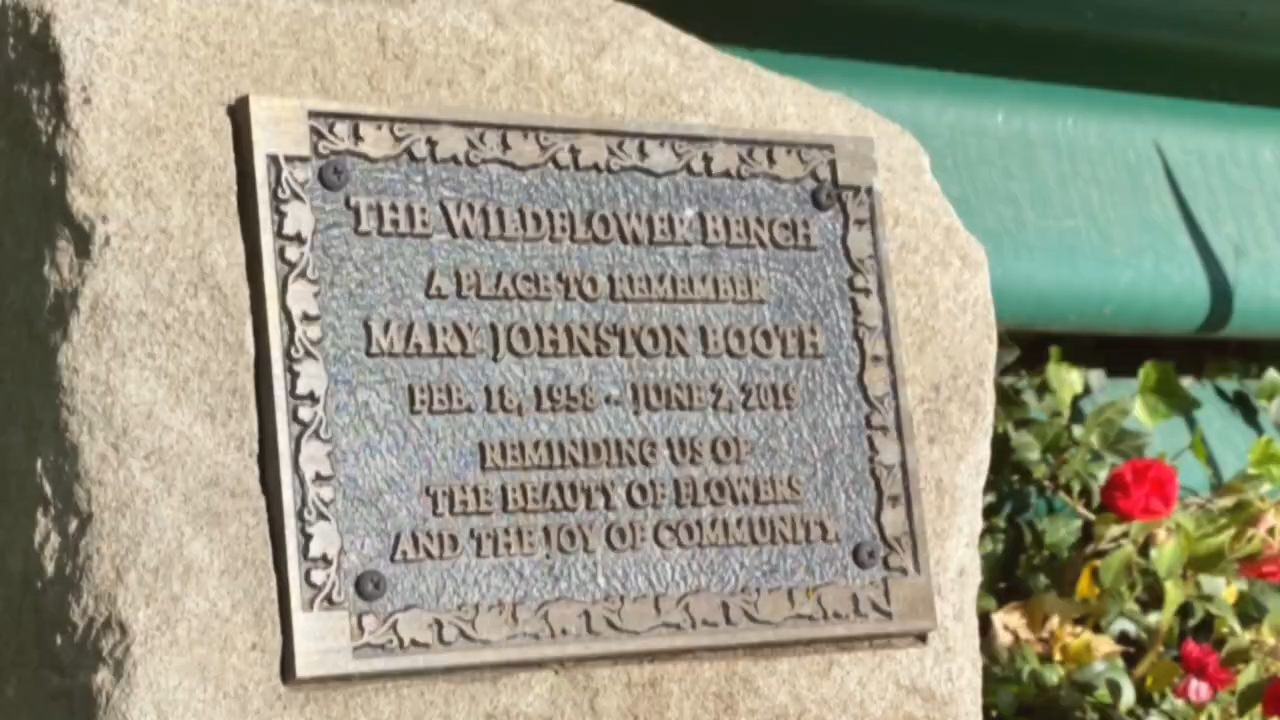 THE WILDFLOWER BENCH
A PLACE TO REMEMBER
MARY JOHNSTON BOOTH
FEB. 18, 1958 - JUNE 2, 2019
REMINDING US OF
THE BEAUTY OF FLOWERS
AND THE JOY OF COMMUNITY.